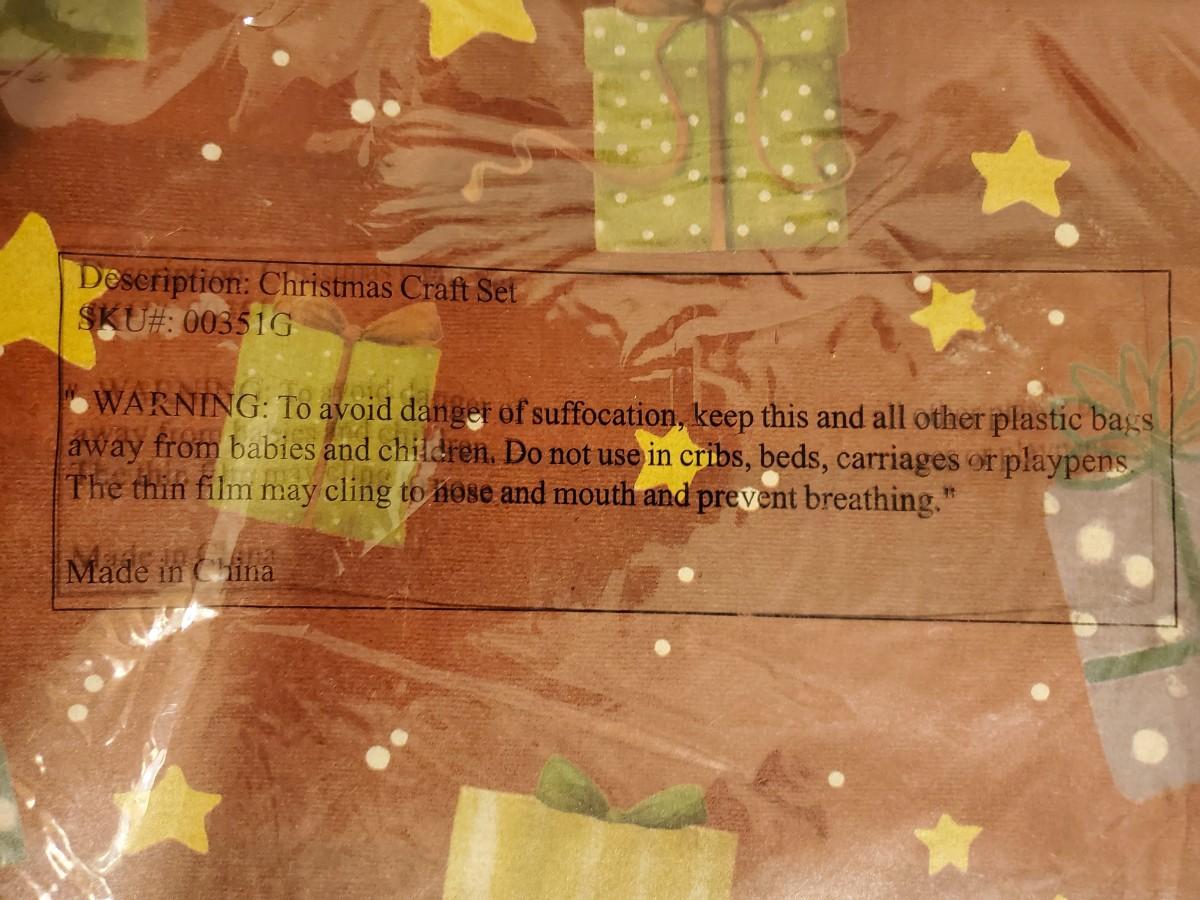 Description: Christmas Craft Set
SKU#: 00351G
" WARNING: To avoid danger of suffocation, keep this and all other plastic bags
away from babies and children. Do not use in cribs, beds, carriages or playpens.
The thin film may cling to nose and mouth and prevent breathing."
Made in China